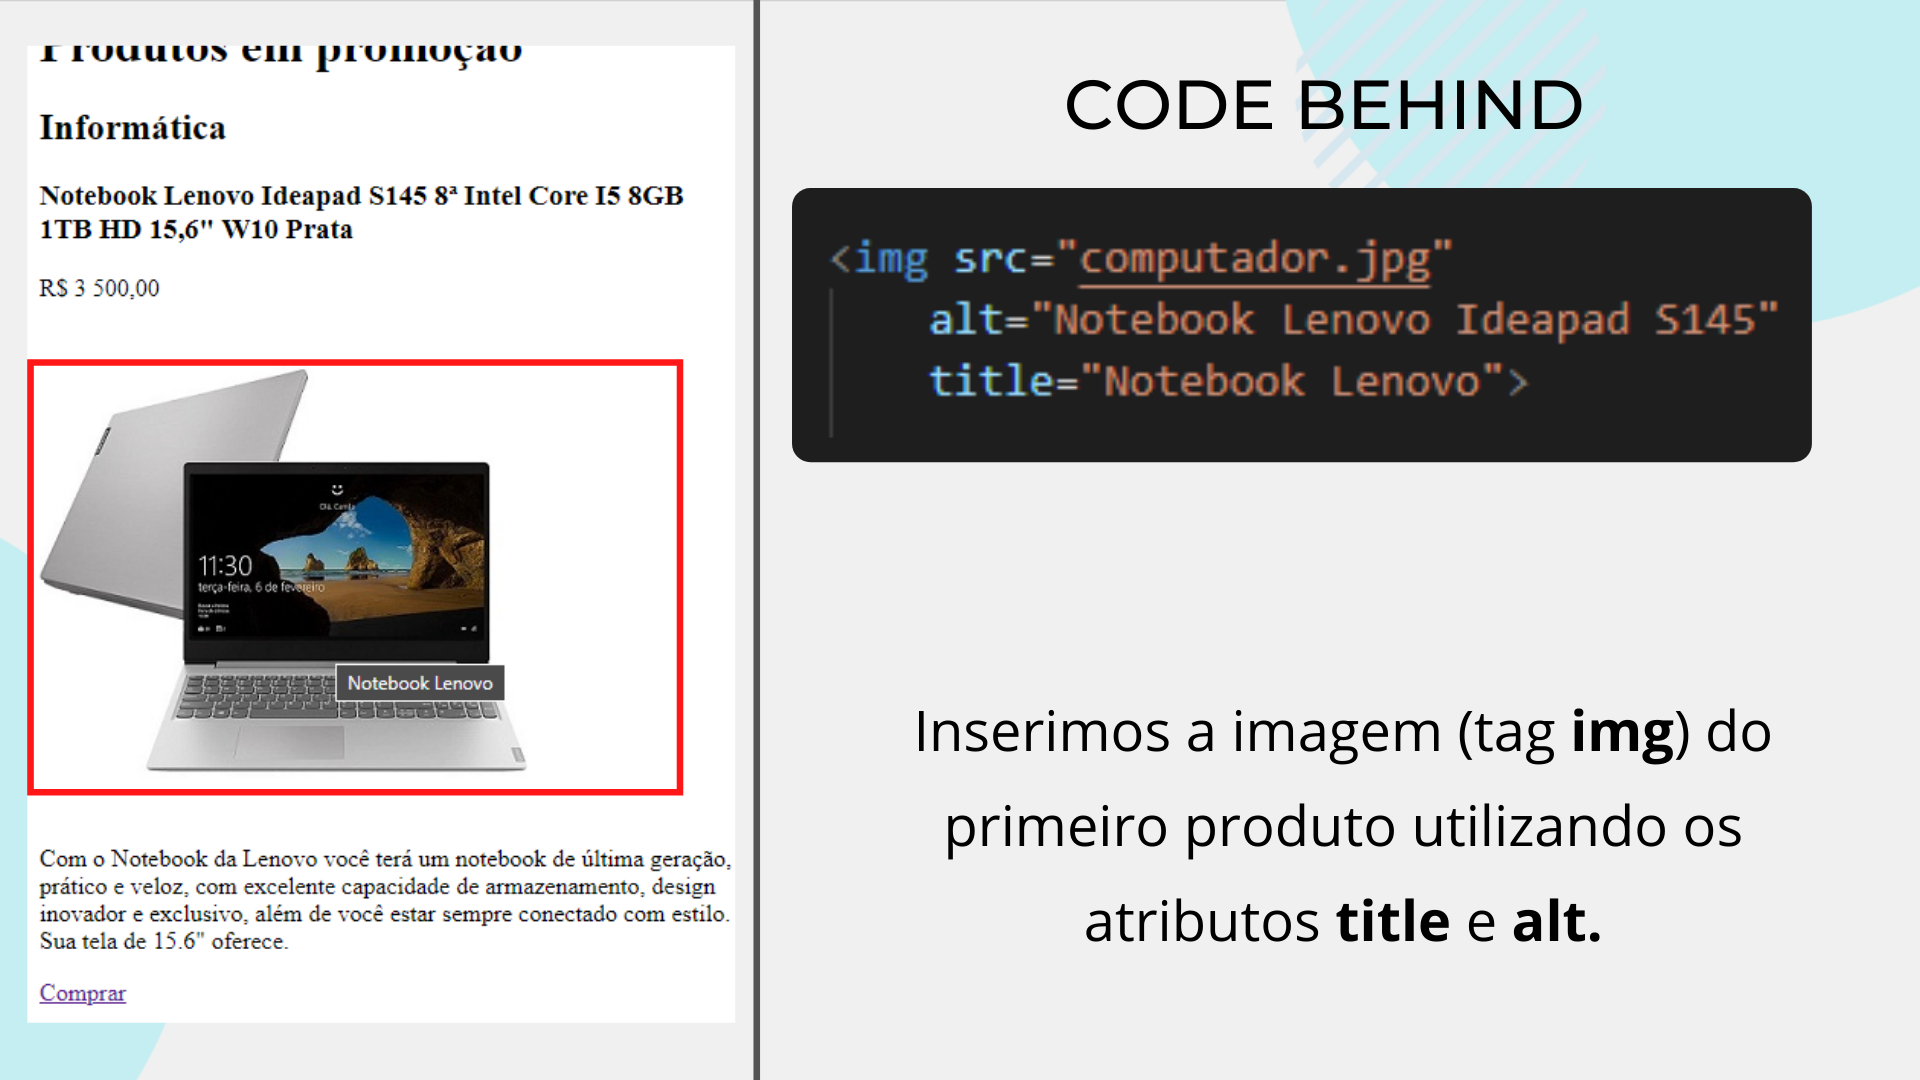 Produtos em promoção
Informática
Notebook Lenovo Ideapad S145 8ª Intel Core I5 8GB
1TB HD 15,6" W10 Prata
R$ 3 500,00
11:30
terça-feira, 6 de fevereiro
Notebook Lenovo
Com o Notebook da Lenovo você terá um notebook de última geração,
prático e veloz, com excelente capacidade de armazenamento, design
inovador e exclusivo, além de você estar sempre conectado com estilo.
Sua tela de 15.6" oferece.
Comprar
CODE BEHIND
<img src="computador.jpg"
alt="Notebook Lenovo Ideapad S145"
title="Notebook Lenovo">
Inserimos a imagem (tag img) do
primeiro produto utilizando os
atributos title e alt.